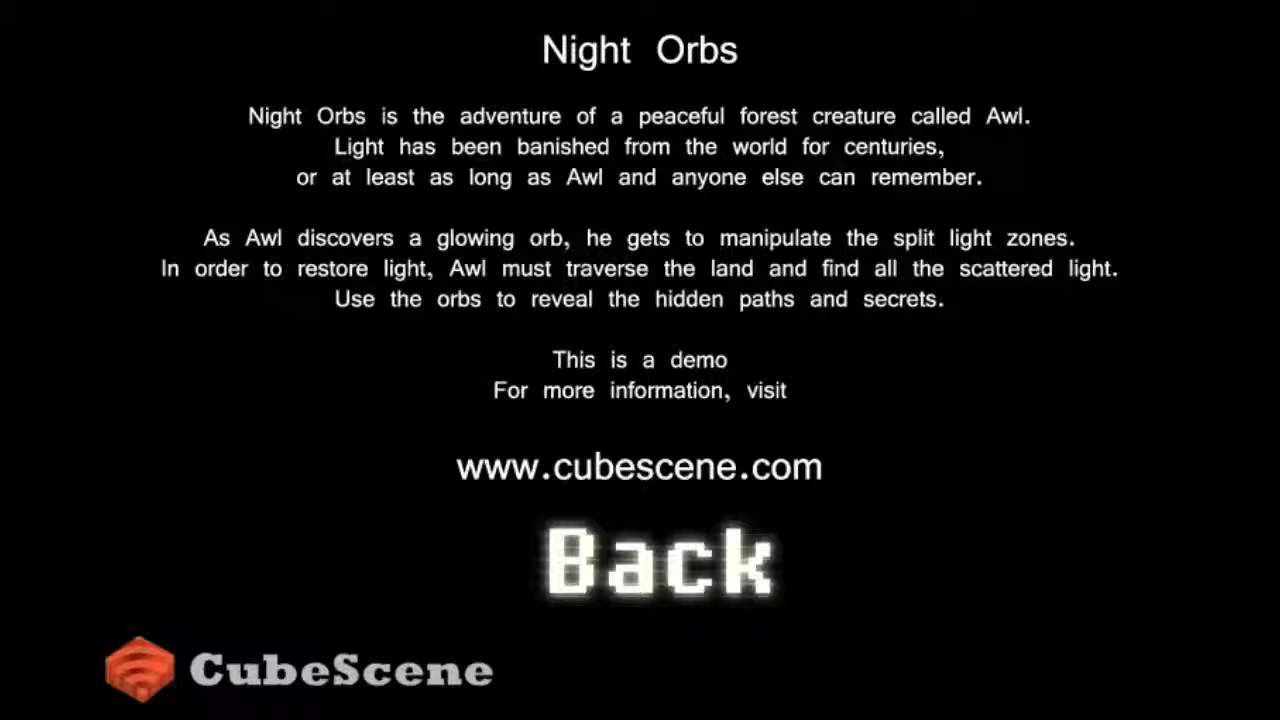 Night Orbs
Night Orbs is the adventure of a peaceful forest creature called Awl.
Light has been banished from the world for centuries,
or at least as long as Awl and anyone else can remember.
As Awl discovers a glowing orb, he gets to manipulate the split light zones.
In order to restore light, Awl must traverse the land and find all the scattered light.
Use the orbs to reveal the hidden paths and secrets.
This is a demo
For more information, visit
www.cubescene.com
Back
CubeScene